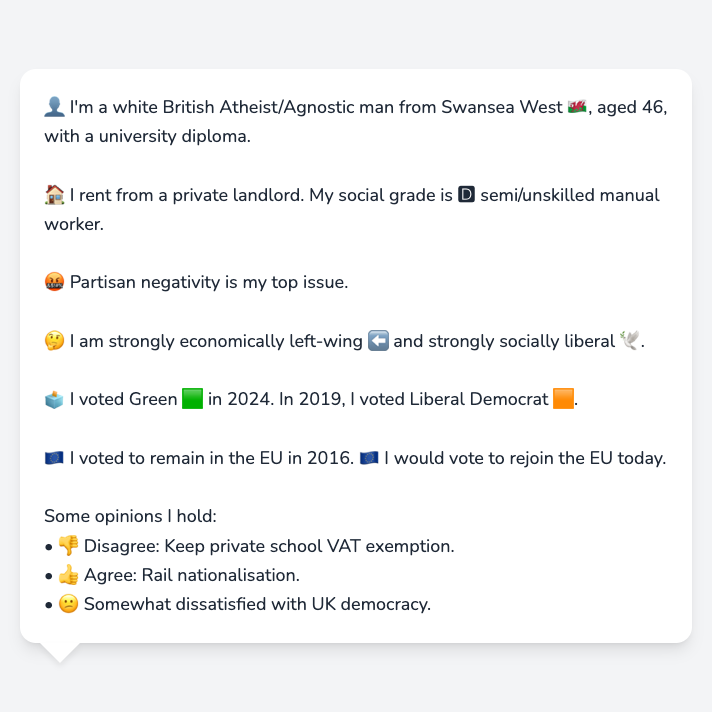 👤 I'm a white British Atheist/Agnostic man from Swansea West 🏴󠁧󠁢󠁷󠁬󠁳󠁿, aged 46,
with a university diploma.
🏠 I rent from a private landlord. My social grade is 🅳 semi/unskilled manual
worker.
🤬 Partisan negativity is my top issue.
🤔 I am strongly economically left-wing ⬅️ and strongly socially liberal 🕊️.
🗳️ I voted Green 🟩 in 2024. In 2019, I voted Liberal Democrat 🟧.
🇪🇺 I voted to remain in the EU in 2016. 🇪🇺 I would vote to rejoin the EU today.
Some opinions I hold:
• 👎 Disagree: Keep private school VAT exemption.
• 👍 Agree: Rail nationalisation.
• 😕 Somewhat dissatisfied with UK democracy.